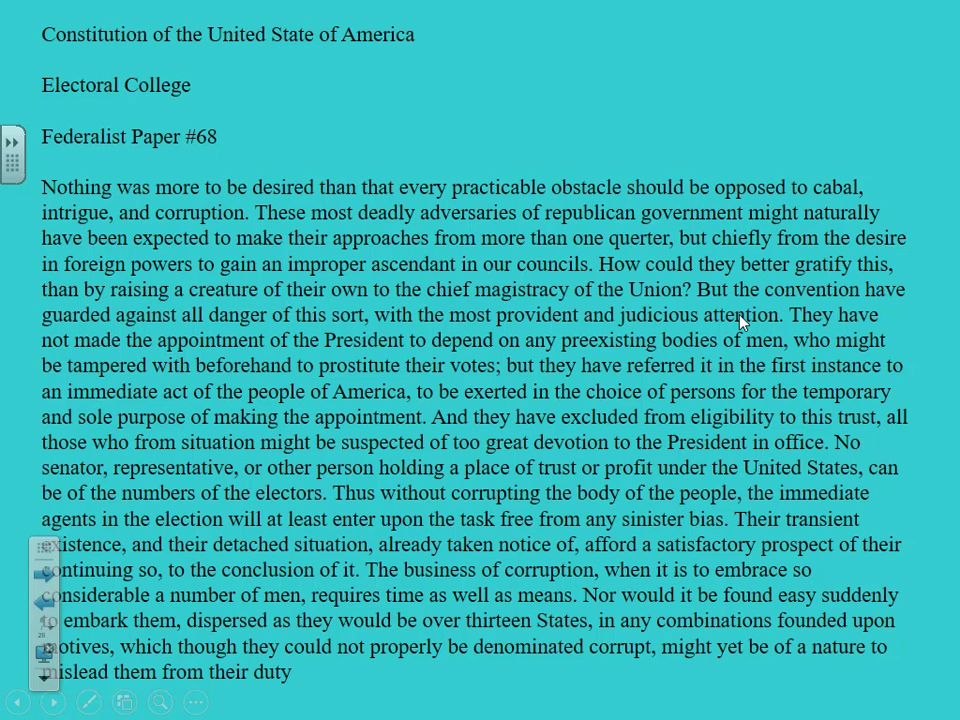 Constitution of the United State of America
Electoral College
Federalist Paper #68
Nothing was more to be desired than that every practicable obstacle should be opposed to cabal,
intrigue, and corruption. These most deadly adversaries of republican government might naturally
have been expected to make their approaches from more than one querter, but chiefly from the desire
in foreign powers to gain an improper ascendant in our councils. How could they better gratify this,
than by raising a creature of their own to the chief magistracy of the Union? But the convention have
guarded against all danger of this sort, with the most provident and judicious attention. They have
not made the appointment of the President to depend on any preexisting bodies of men, who might
be tampered with beforehand to prostitute their votes; but they have referred it in the first instance to
an immediate act of the people of America, to be exerted in the choice of persons for the temporary
and sole purpose of making the appointment. And they have excluded from eligibility to this trust, all
those who from situation might be suspected of too great devotion to the President in office. No
senator, representative, or other person holding a place of trust or profit under the United States, can
be of the numbers of the electors. Thus without corrupting the body of the people, the immediate
agents in the election will at least enter upon the task free from any sinister bias. Their transient
existence, and their detached situation, already taken notice of, afford a satisfactory prospect of their
continuing so, to the conclusion of it. The business of corruption, when it is to embrace so
considerable a number of men, requires time as well as means. Nor would it be found easy suddenly
to embark them, dispersed as they would be over thirteen States, in any combinations founded upon
motives, which though they could not properly be denominated corrupt, might yet be of a nature to
mislead them from their duty